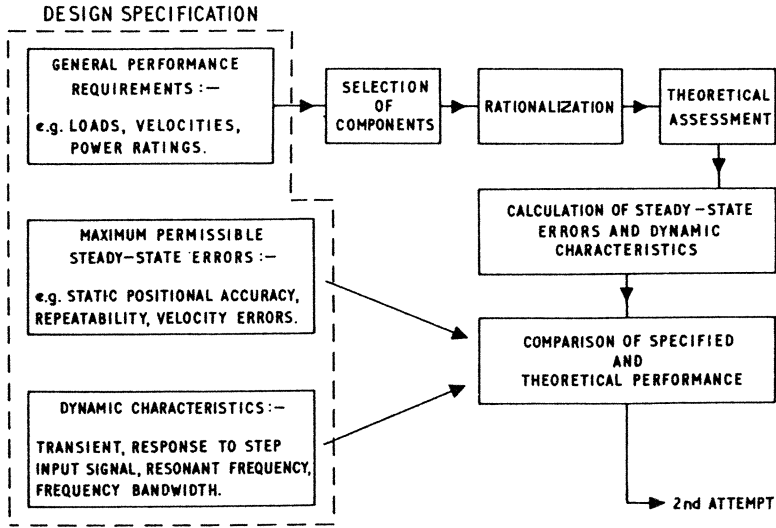 DESIGN SPECIFICATION
GENERAL PERFORMANCE
REQUIREMENTS :—
e.g. LOADS, VELOCITIES,
POWER RATINGS.
SELECTION
OF
COMPONENTS
RATIONALIZATION
THEORETICAL
ASSESSMENT
CALCULATION OF STEADY-STATE
ERRORS AND DYNAMIC
CHARACTERISTICS
MAXIMUM PERMISSIBLE
STEADY-STATE ERRORS :—
e.g. STATIC POSITIONAL ACCURACY,
REPEATABILITY, VELOCITY ERRORS.
COMPARISON OF SPECIFIED
AND
THEORETICAL PERFORMANCE
DYNAMIC CHARACTERISTICS :—
TRANSIENT, RESPONSE TO STEP
INPUT SIGNAL, RESONANT FREQUENCY,
FREQUENCY BANDWIDTH.
2nd ATTEMPT